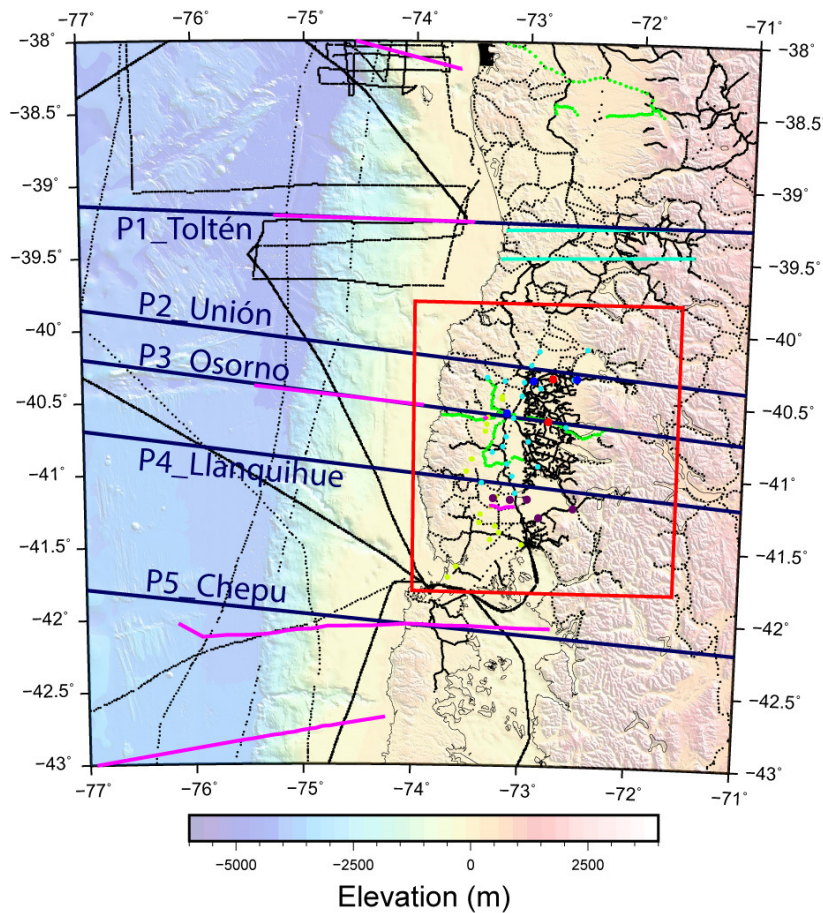 −77˚ −76˚ −75˚ −74˚ −73˚ −72˚ −71˚
−38˚ −38˚
−38.5˚ −38.5˚
−39˚ −39˚
P1_Toltén
−39.5˚ −39.5˚
P2_Unión
−40˚ −40˚
P3_Osorno
−40.5˚ −40.5˚
P4_Llanquihue
−41˚ −41˚
−41.5˚ −41.5˚
P5_Chepu
−42˚ −42˚
−42.5˚ −42.5˚
−43˚ −43˚
−77˚ −76˚ −75˚ −74˚ −73˚ −72˚ −71˚
−5000 −2500 0 2500
Elevation (m)